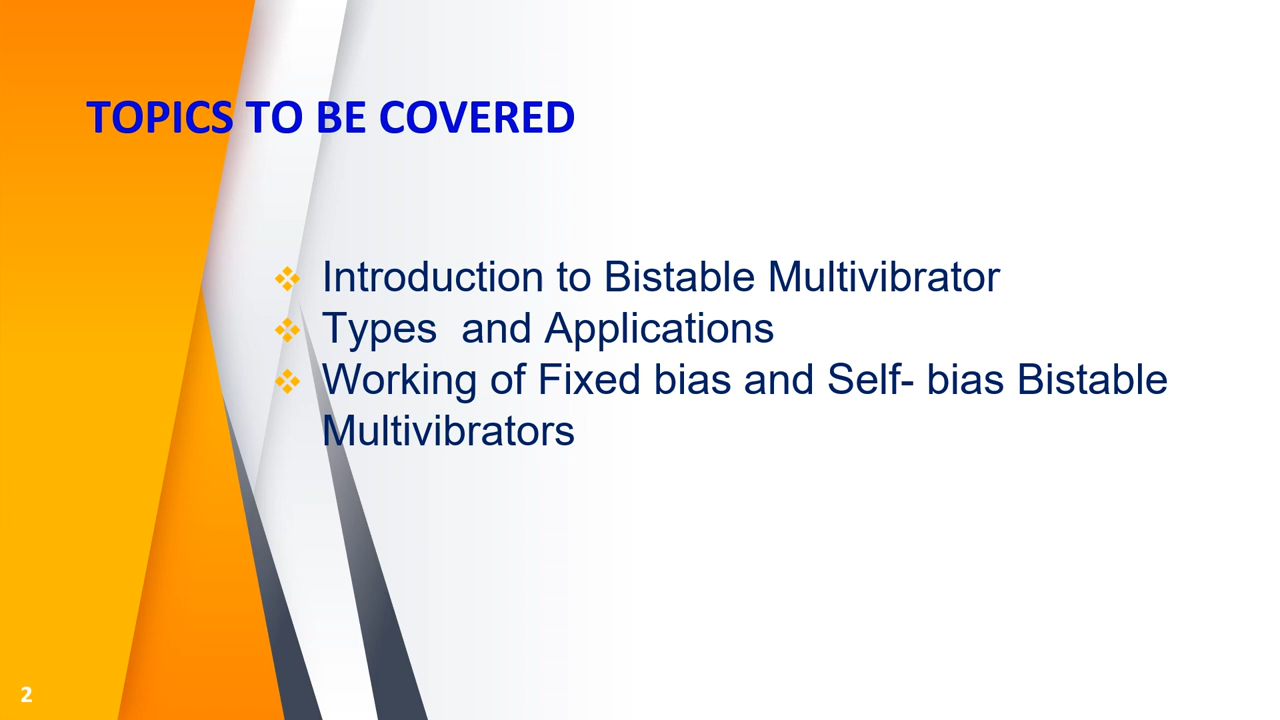 TOPICS TO BE COVERED
❖ Introduction to Bistable Multivibrator
❖ Types  and Applications
❖ Working of Fixed bias and Self- bias Bistable
Multivibrators
2